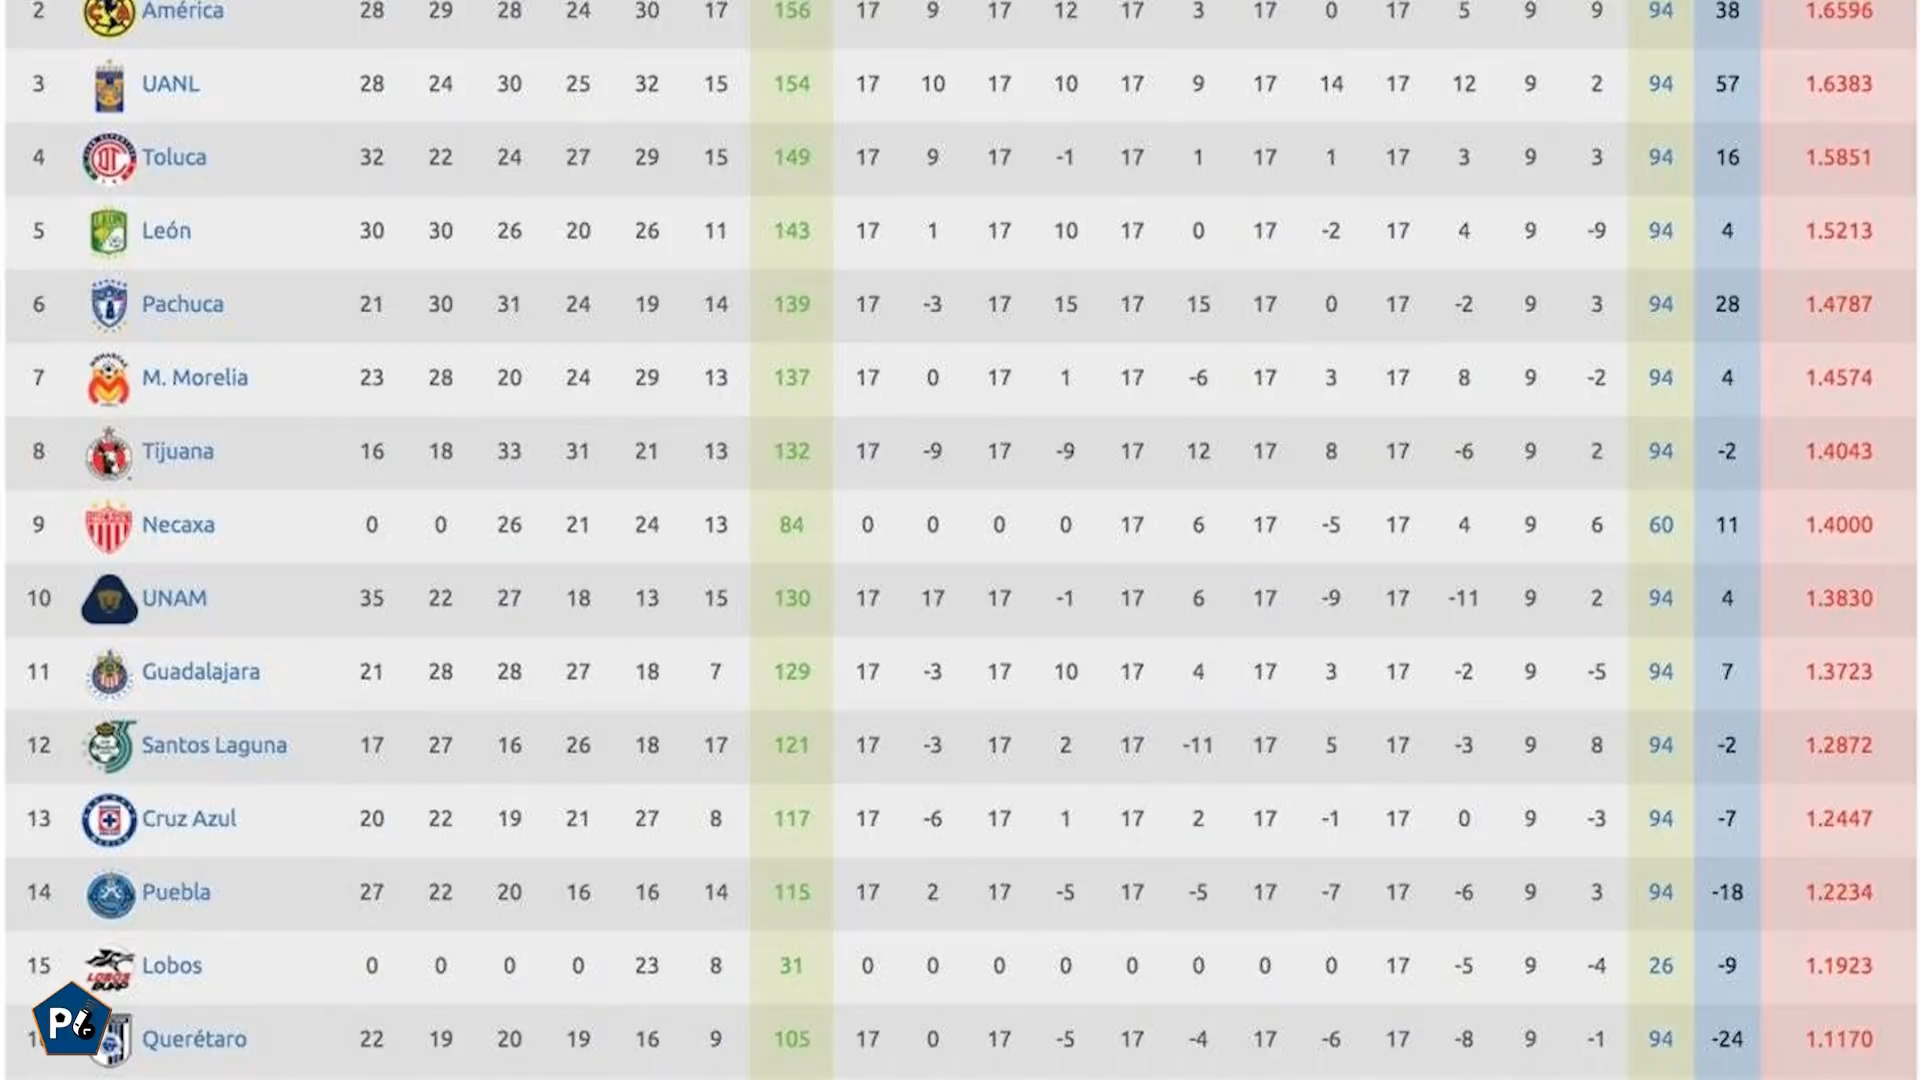 2 América 28 29 28 24 30 17 156 17 9 17 12 17 3 17 0 17 5 9 9 94 38 1.6596
3 UANL 28 24 30 25 32 15 154 17 10 17 10 17 9 17 14 17 12 9 2 94 57 1.6383
4 Toluca 32 22 24 27 29 15 149 17 9 17 -1 17 1 17 1 17 3 9 3 94 16 1.5851
5 León 30 30 26 20 26 11 143 17 1 17 10 17 0 17 -2 17 4 9 -9 94 4 1.5213
6 Pachuca 21 30 31 24 19 14 139 17 -3 17 15 17 15 17 0 17 -2 9 3 94 28 1.4787
7 M. Morelia 23 28 20 24 29 13 137 17 0 17 1 17 -6 17 3 17 8 9 -2 94 4 1.4574
8 Tijuana 16 18 33 31 21 13 132 17 -9 17 -9 17 12 17 8 17 -6 9 2 94 -2 1.4043
9 Necaxa 0 0 26 21 24 13 84 0 0 0 0 17 6 17 -5 17 4 9 6 60 11 1.4000
10 UNAM 35 22 27 18 13 15 130 17 17 17 -1 17 6 17 -9 17 -11 9 2 94 4 1.3830
11 Guadalajara 21 28 28 27 18 7 129 17 -3 17 10 17 4 17 3 17 -2 9 -5 94 7 1.3723
12 Santos Laguna 17 27 16 26 18 17 121 17 -3 17 2 17 -11 17 5 17 -3 9 8 94 -2 1.2872
13 Cruz Azul 20 22 19 21 27 8 117 17 -6 17 1 17 2 17 -1 17 0 9 -3 94 -7 1.2447
14 Puebla 27 22 20 16 16 14 115 17 2 17 -5 17 -5 17 -7 17 -6 9 3 94 -18 1.2234
15 Lobos 0 0 0 0 23 8 31 0 0 0 0 0 0 0 0 17 -5 9 -4 26 -9 1.1923
Querétaro 22 19 20 19 16 9 105 17 0 17 -5 17 -4 17 -6 17 -8 9 -1 94 -24 1.1170